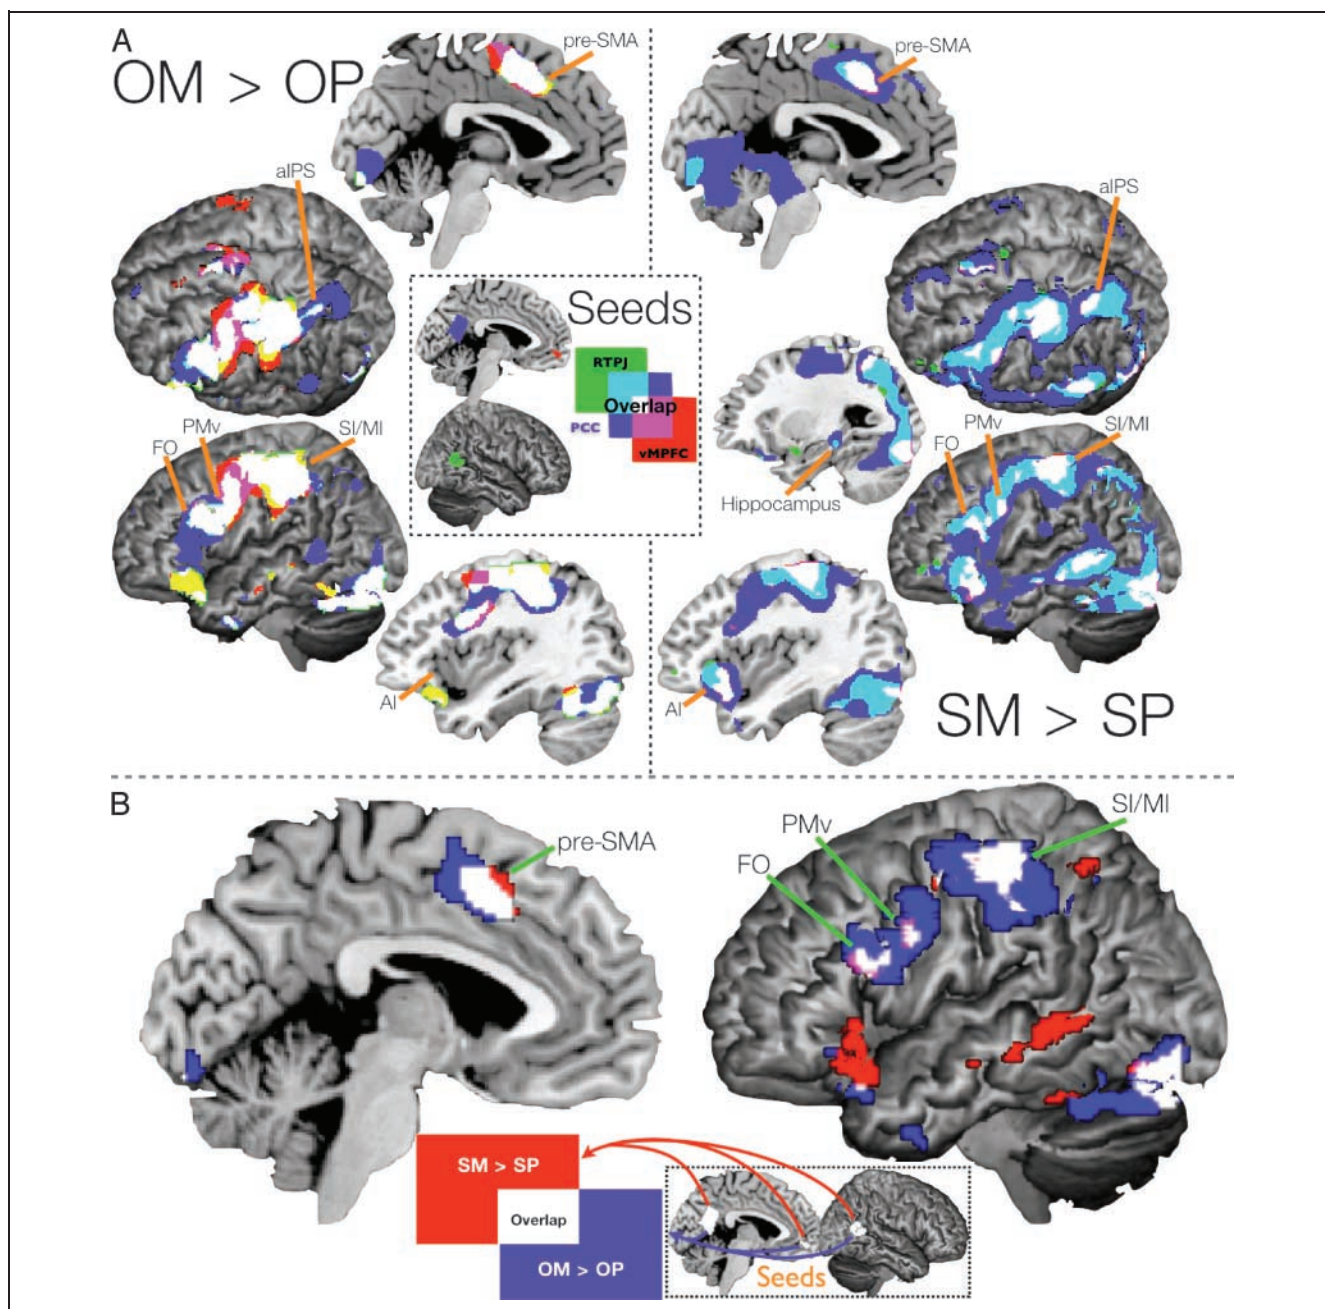 A
OM > OP
pre-SMA
pre-SMA
aIPS
aIPS
Seeds
RTPJ
Overlap
PCC
vMPFC
PMv
FO
SI/MI
Hippocampus
PMv
FO
SI/MI
AI
AI
SM > SP
B
pre-SMA
PMv
FO
SI/MI
SM > SP
Overlap
OM > OP
Seeds